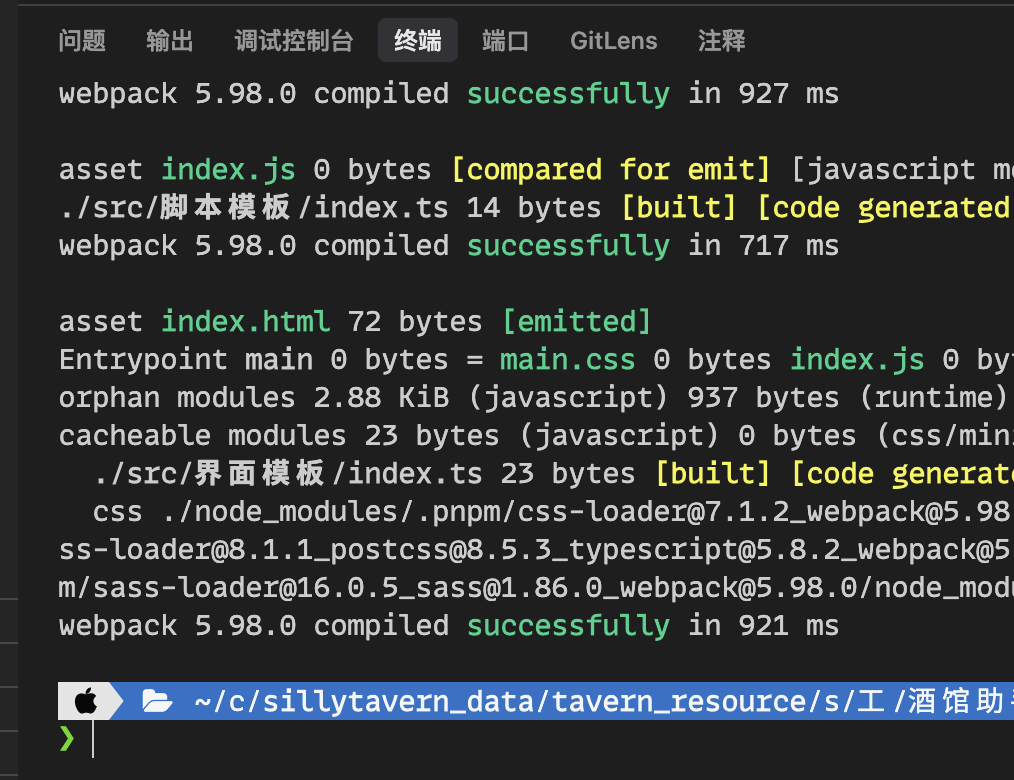 问题 输出 调试控制台 终端 端口 GitLens 注释
webpack 5.98.0 compiled successfully in 927 ms
asset index.js 0 bytes [compared for emit] [javascript m
./src/脚本模板/index.ts 14 bytes [built] [code generated
webpack 5.98.0 compiled successfully in 717 ms
asset index.html 72 bytes [emitted]
Entrypoint main 0 bytes = main.css 0 bytes index.js 0 by
orphan modules 2.88 KiB (javascript) 937 bytes (runtime)
cacheable modules 23 bytes (javascript) 0 bytes (css/min
./src/界面模板/index.ts 23 bytes [built] [code generat
css ./node_modules/.pnpm/css-loader@7.1.2_webpack@5.98
ss-loader@8.1.1_postcss@8.5.3_typescript@5.8.2_webpack@5
m/sass-loader@16.0.5_sass@1.86.0_webpack@5.98.0/node_mod
webpack 5.98.0 compiled successfully in 921 ms
~/c/sillytavern_data/tavern_resource/s/工/酒馆助
❯